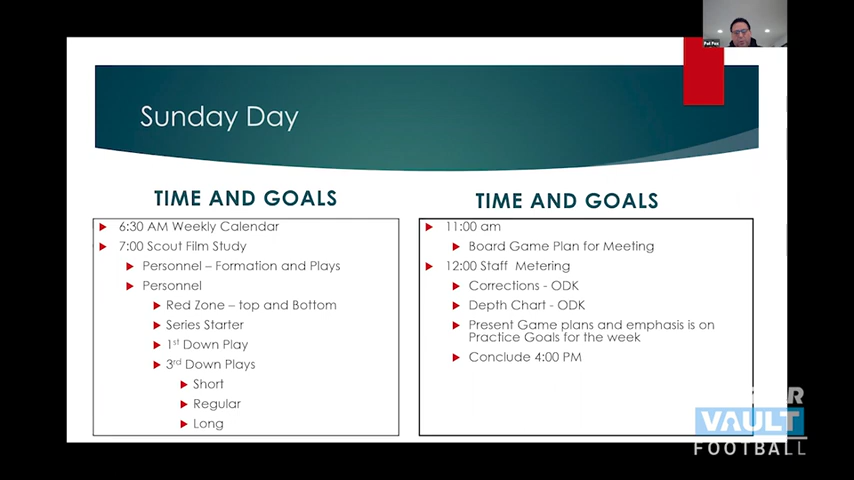 Sunday Day
TIME AND GOALS
6:30 AM Weekly Calendar
7:00 Scout Film Study
Personnel – Formation and Plays
Personnel
Red Zone – top and Bottom
Series Starter
1st Down Play
3rd Down Plays
Short
Regular
Long
TIME AND GOALS
11:00 am
Board Game Plan for Meeting
12:00 Staff Metering
Corrections - ODK
Depth Chart - ODK
Present Game plans and emphasis is on
Practice Goals for the week
Conclude 4:00 PM
VAULT
FOOTBALL